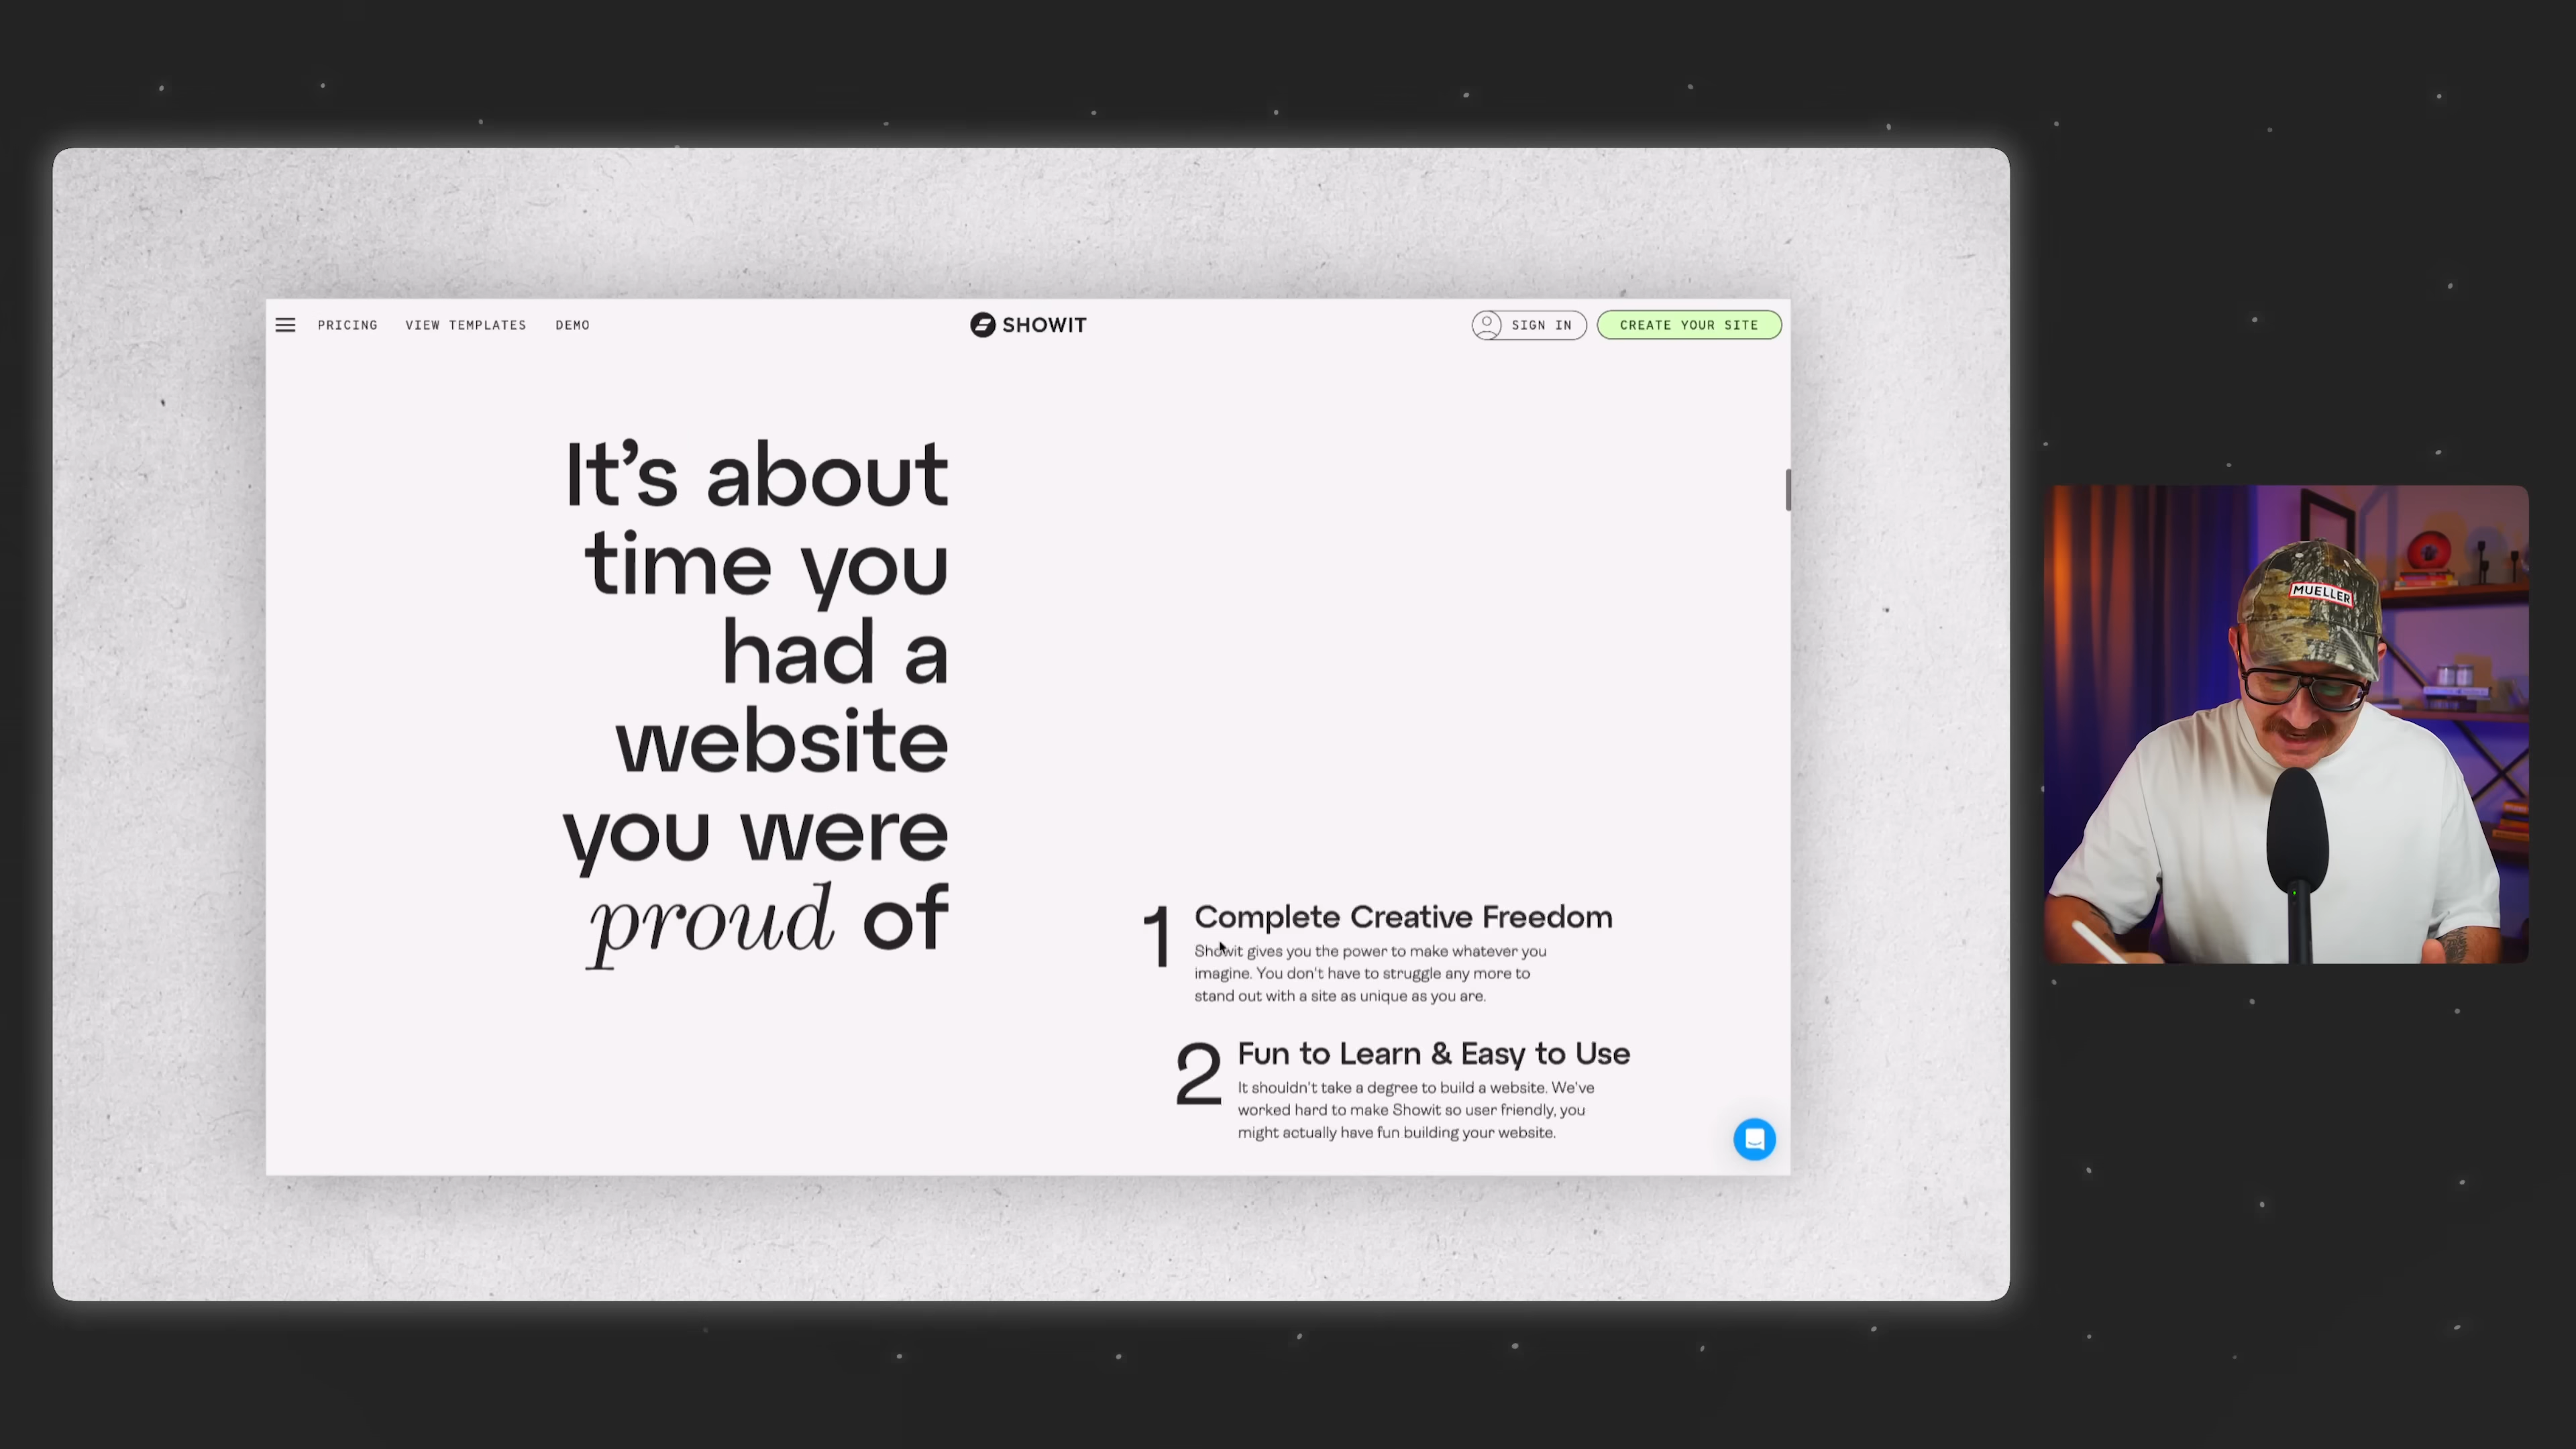 PRICING
VIEW TEMPLATES
DEMO
SHOWIT
SIGN IN
CREATE YOUR SITE
It’s about
time you
had a
website
you were
proud of
1
Complete Creative Freedom
Showit gives you the power to make whatever you
imagine. You don't have to struggle any more to
stand out with a site as unique as you are.
2
Fun to Learn & Easy to Use
It shouldn't take a degree to build a website. We've
worked hard to make Showit so user friendly, you
might actually have fun building your website.
MUELLER